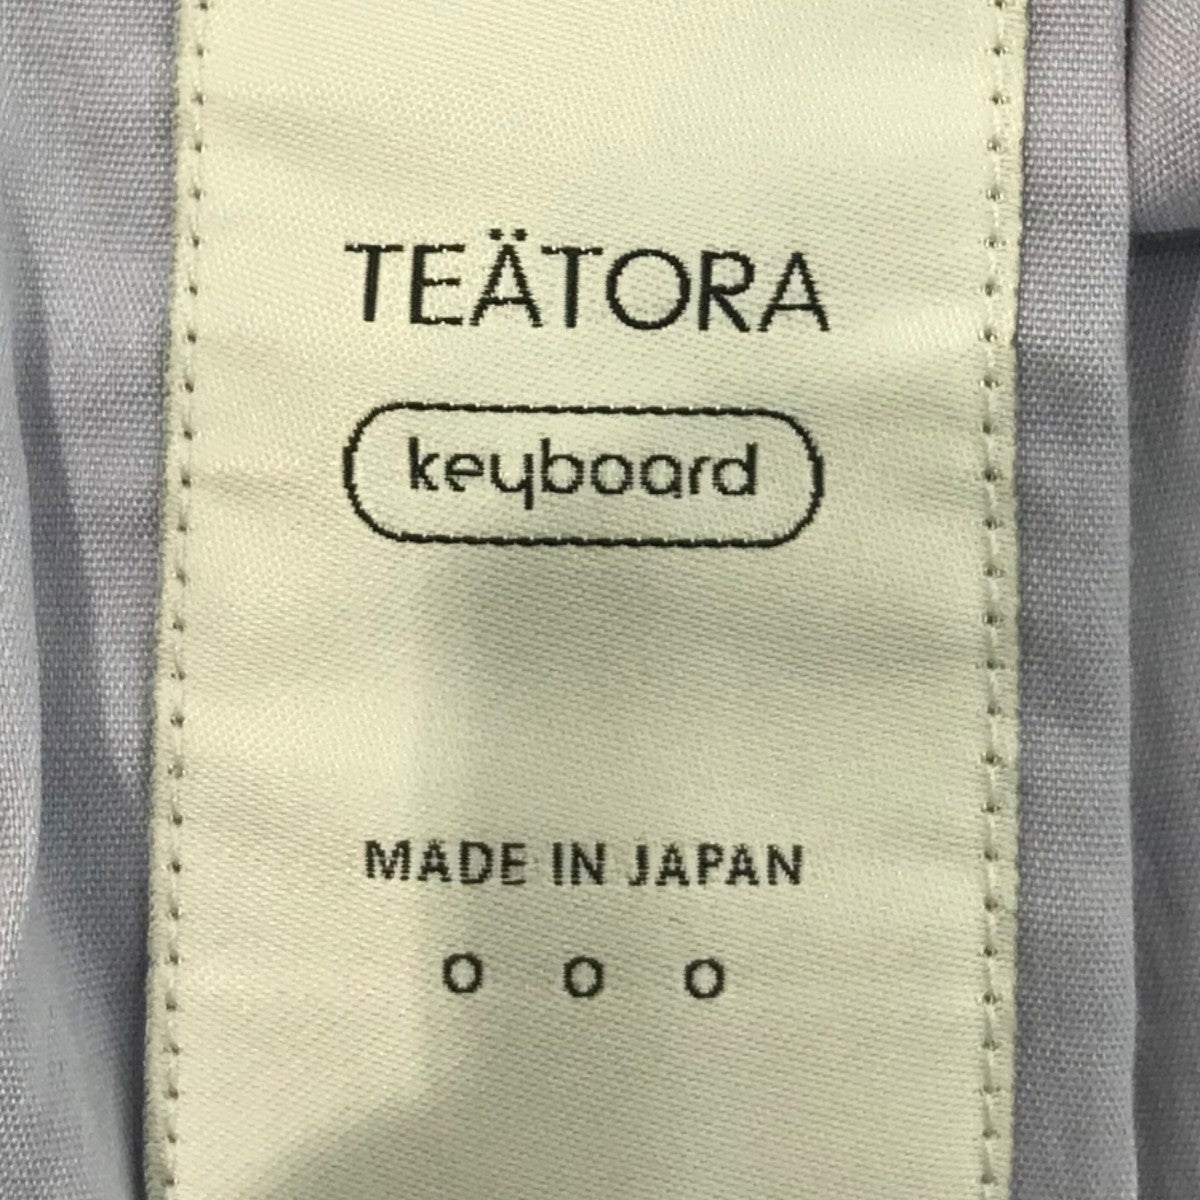 TEÄTORA
keyboard
MADE IN JAPAN
o o o